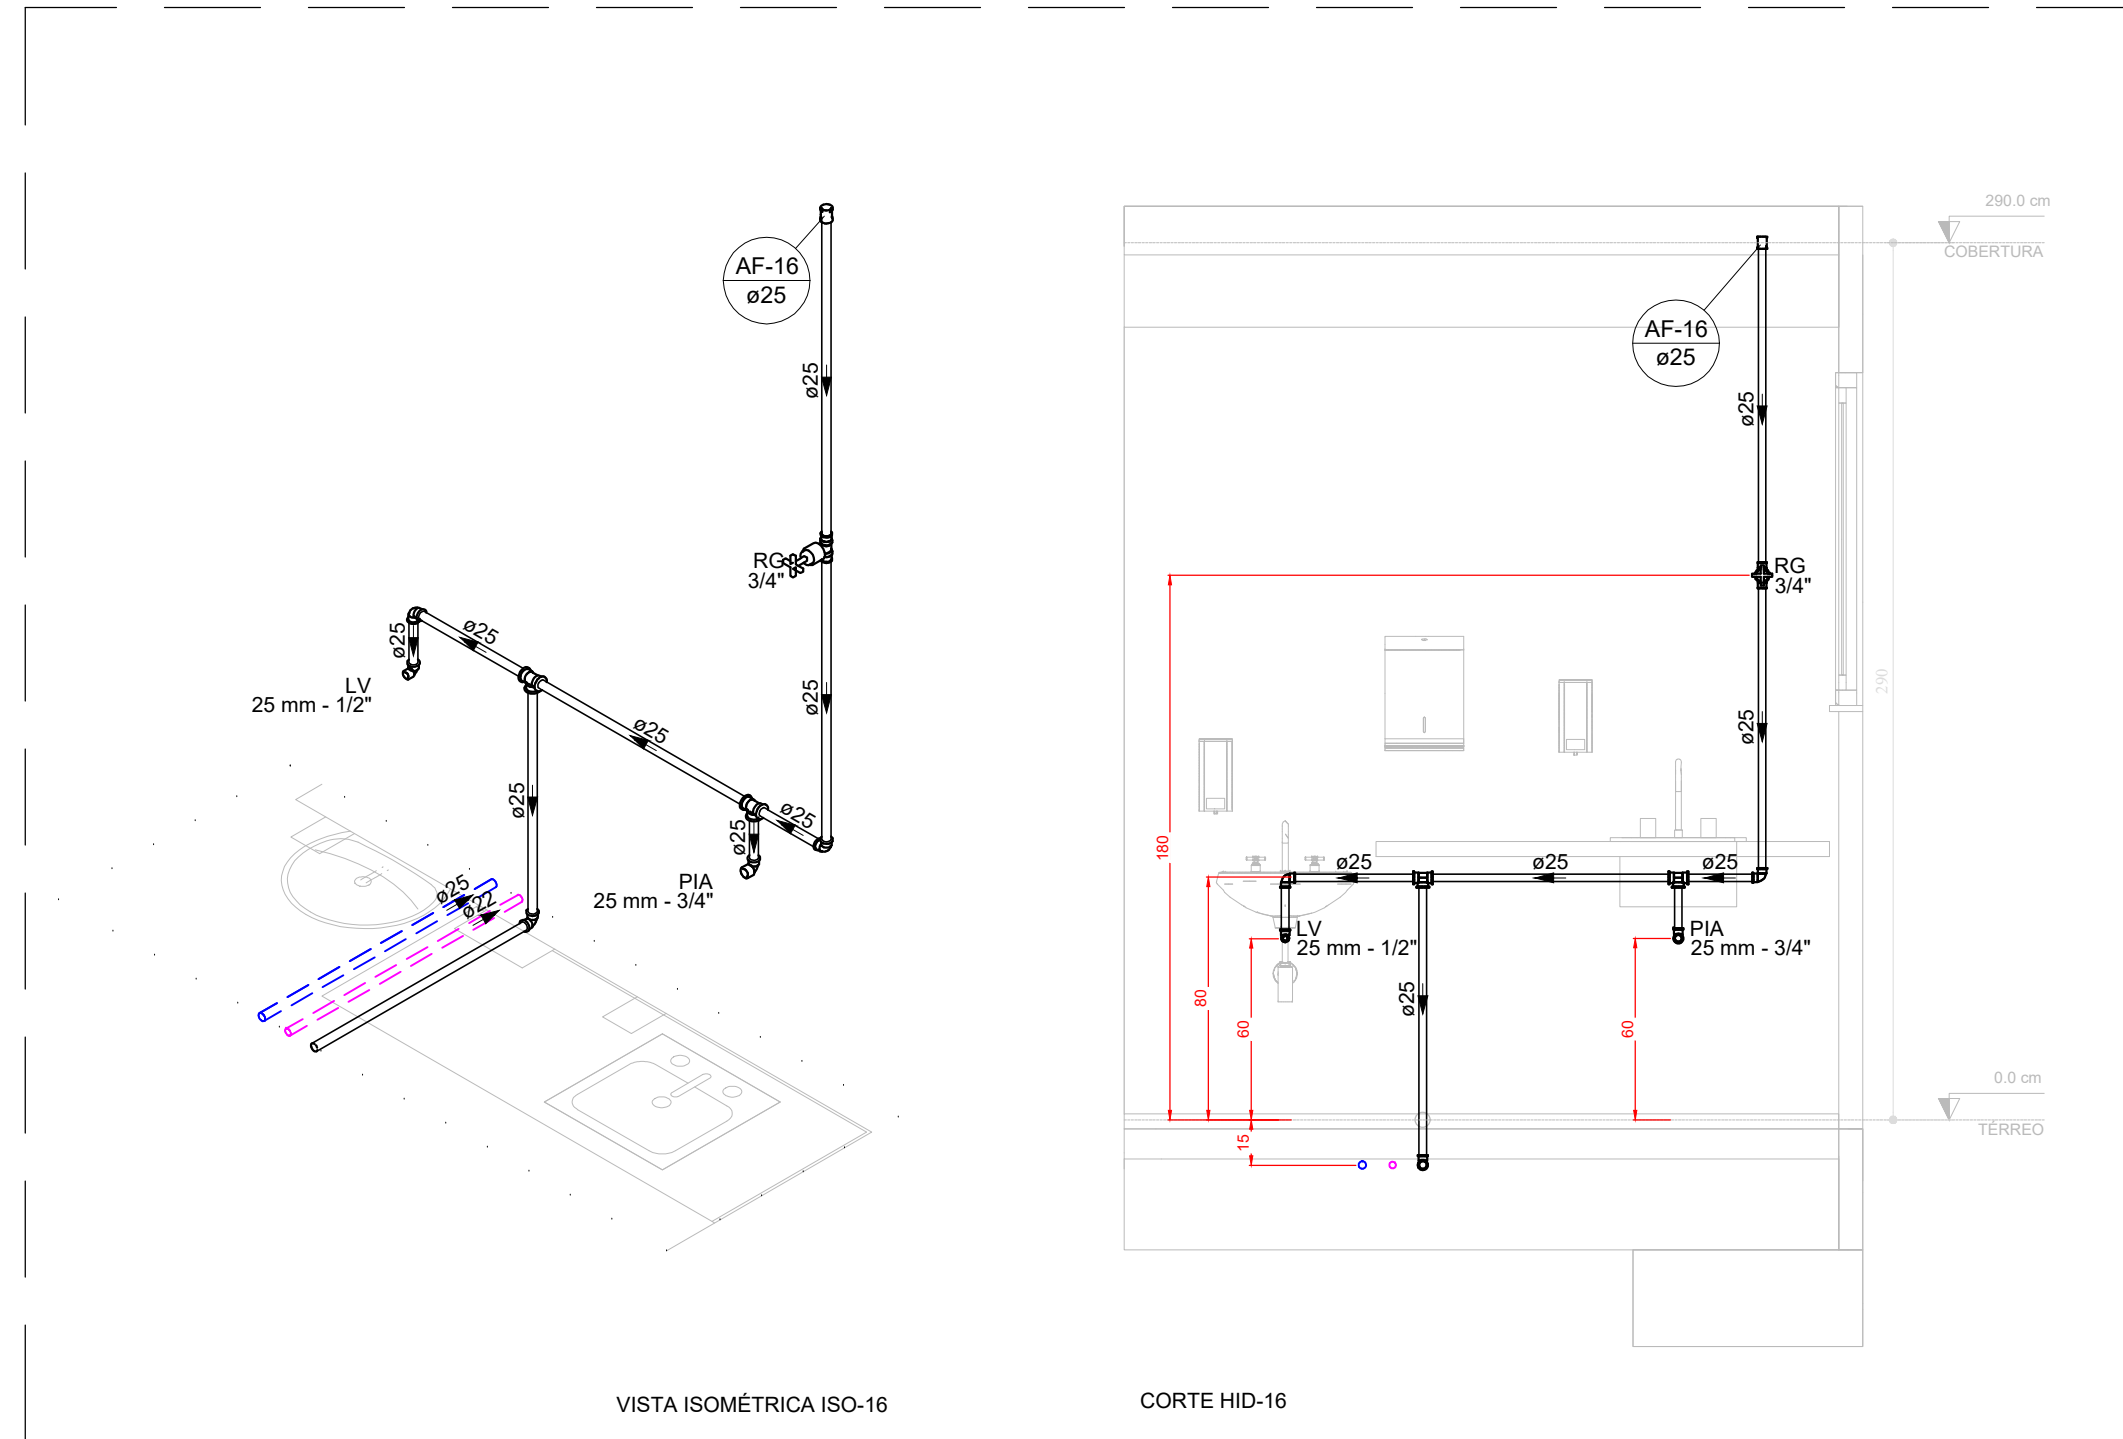 AF-16
ø25
ø25
RG
3/4"
ø25
ø25
ø25
LV
25 mm - 1/2"
ø25
ø25
ø25
ø25
PIA
25 mm - 3/4"
ø25
ø22
VISTA ISOMÉTRICA ISO-16
290.0 cm
COBERTURA
AF-16
ø25
ø25
RG
3/4"
290
ø25
180
ø25
ø25
ø25
LV
25 mm - 1/2"
PIA
25 mm - 3/4"
80
60
ø25
60
0.0 cm
TÉRREO
15
CORTE HID-16